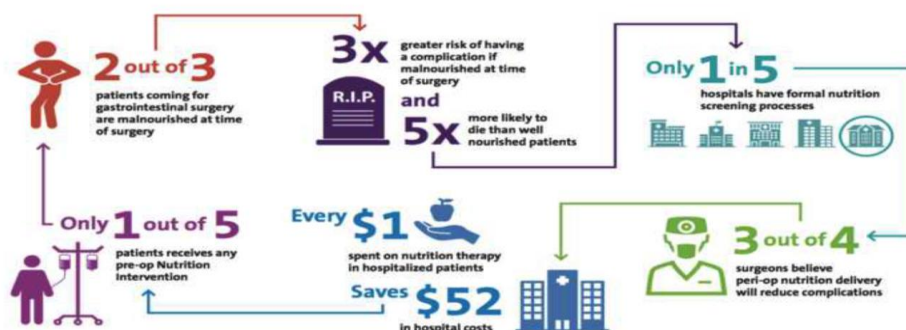 2 out of 3
patients coming for
gastrointestinal surgery
are malnourished at time
of surgery
3x
greater risk of having
a complication if
malnourished at time
of surgery
R.I.P.
and
5x
more likely to
die than well
nourished patients
Only 1 in 5
hospitals have formal nutrition
screening processes
3 out of 4
surgeons believe
peri-op nutrition delivery
will reduce complications
Every $1
spent on nutrition therapy
in hospitalized patients
Saves $52
in hospital costs
Only 1 out of 5
patients receives any
pre-op Nutrition
Intervention